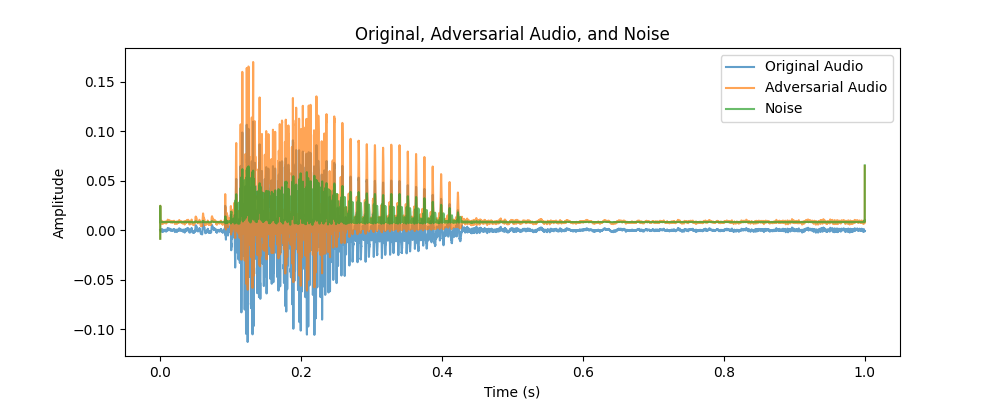 Original, Adversarial Audio, and Noise
Original Audio
Adversarial Audio
Noise
Amplitude
0.15
0.10
0.05
0.00
−0.05
−0.10
0.0
0.2
0.4
0.6
0.8
1.0
Time (s)